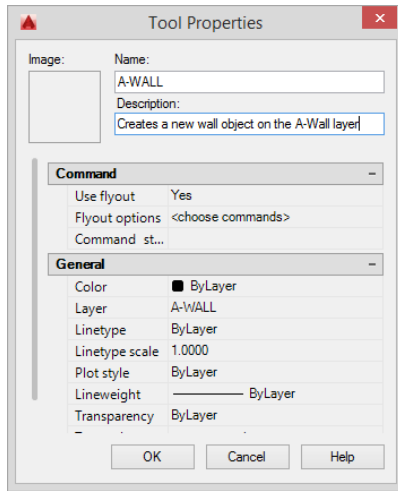 Tool Properties
Image:
Name:
A-WALL
Description:
Creates a new wall object on the A-Wall layer
Command
Use flyout Yes
Flyout options <choose commands>
Command st...
General
Color ByLayer
Layer A-WALL
Linetype ByLayer
Linetype scale 1.0000
Plot style ByLayer
Lineweight ByLayer
Transparency ByLayer
OK Cancel Help